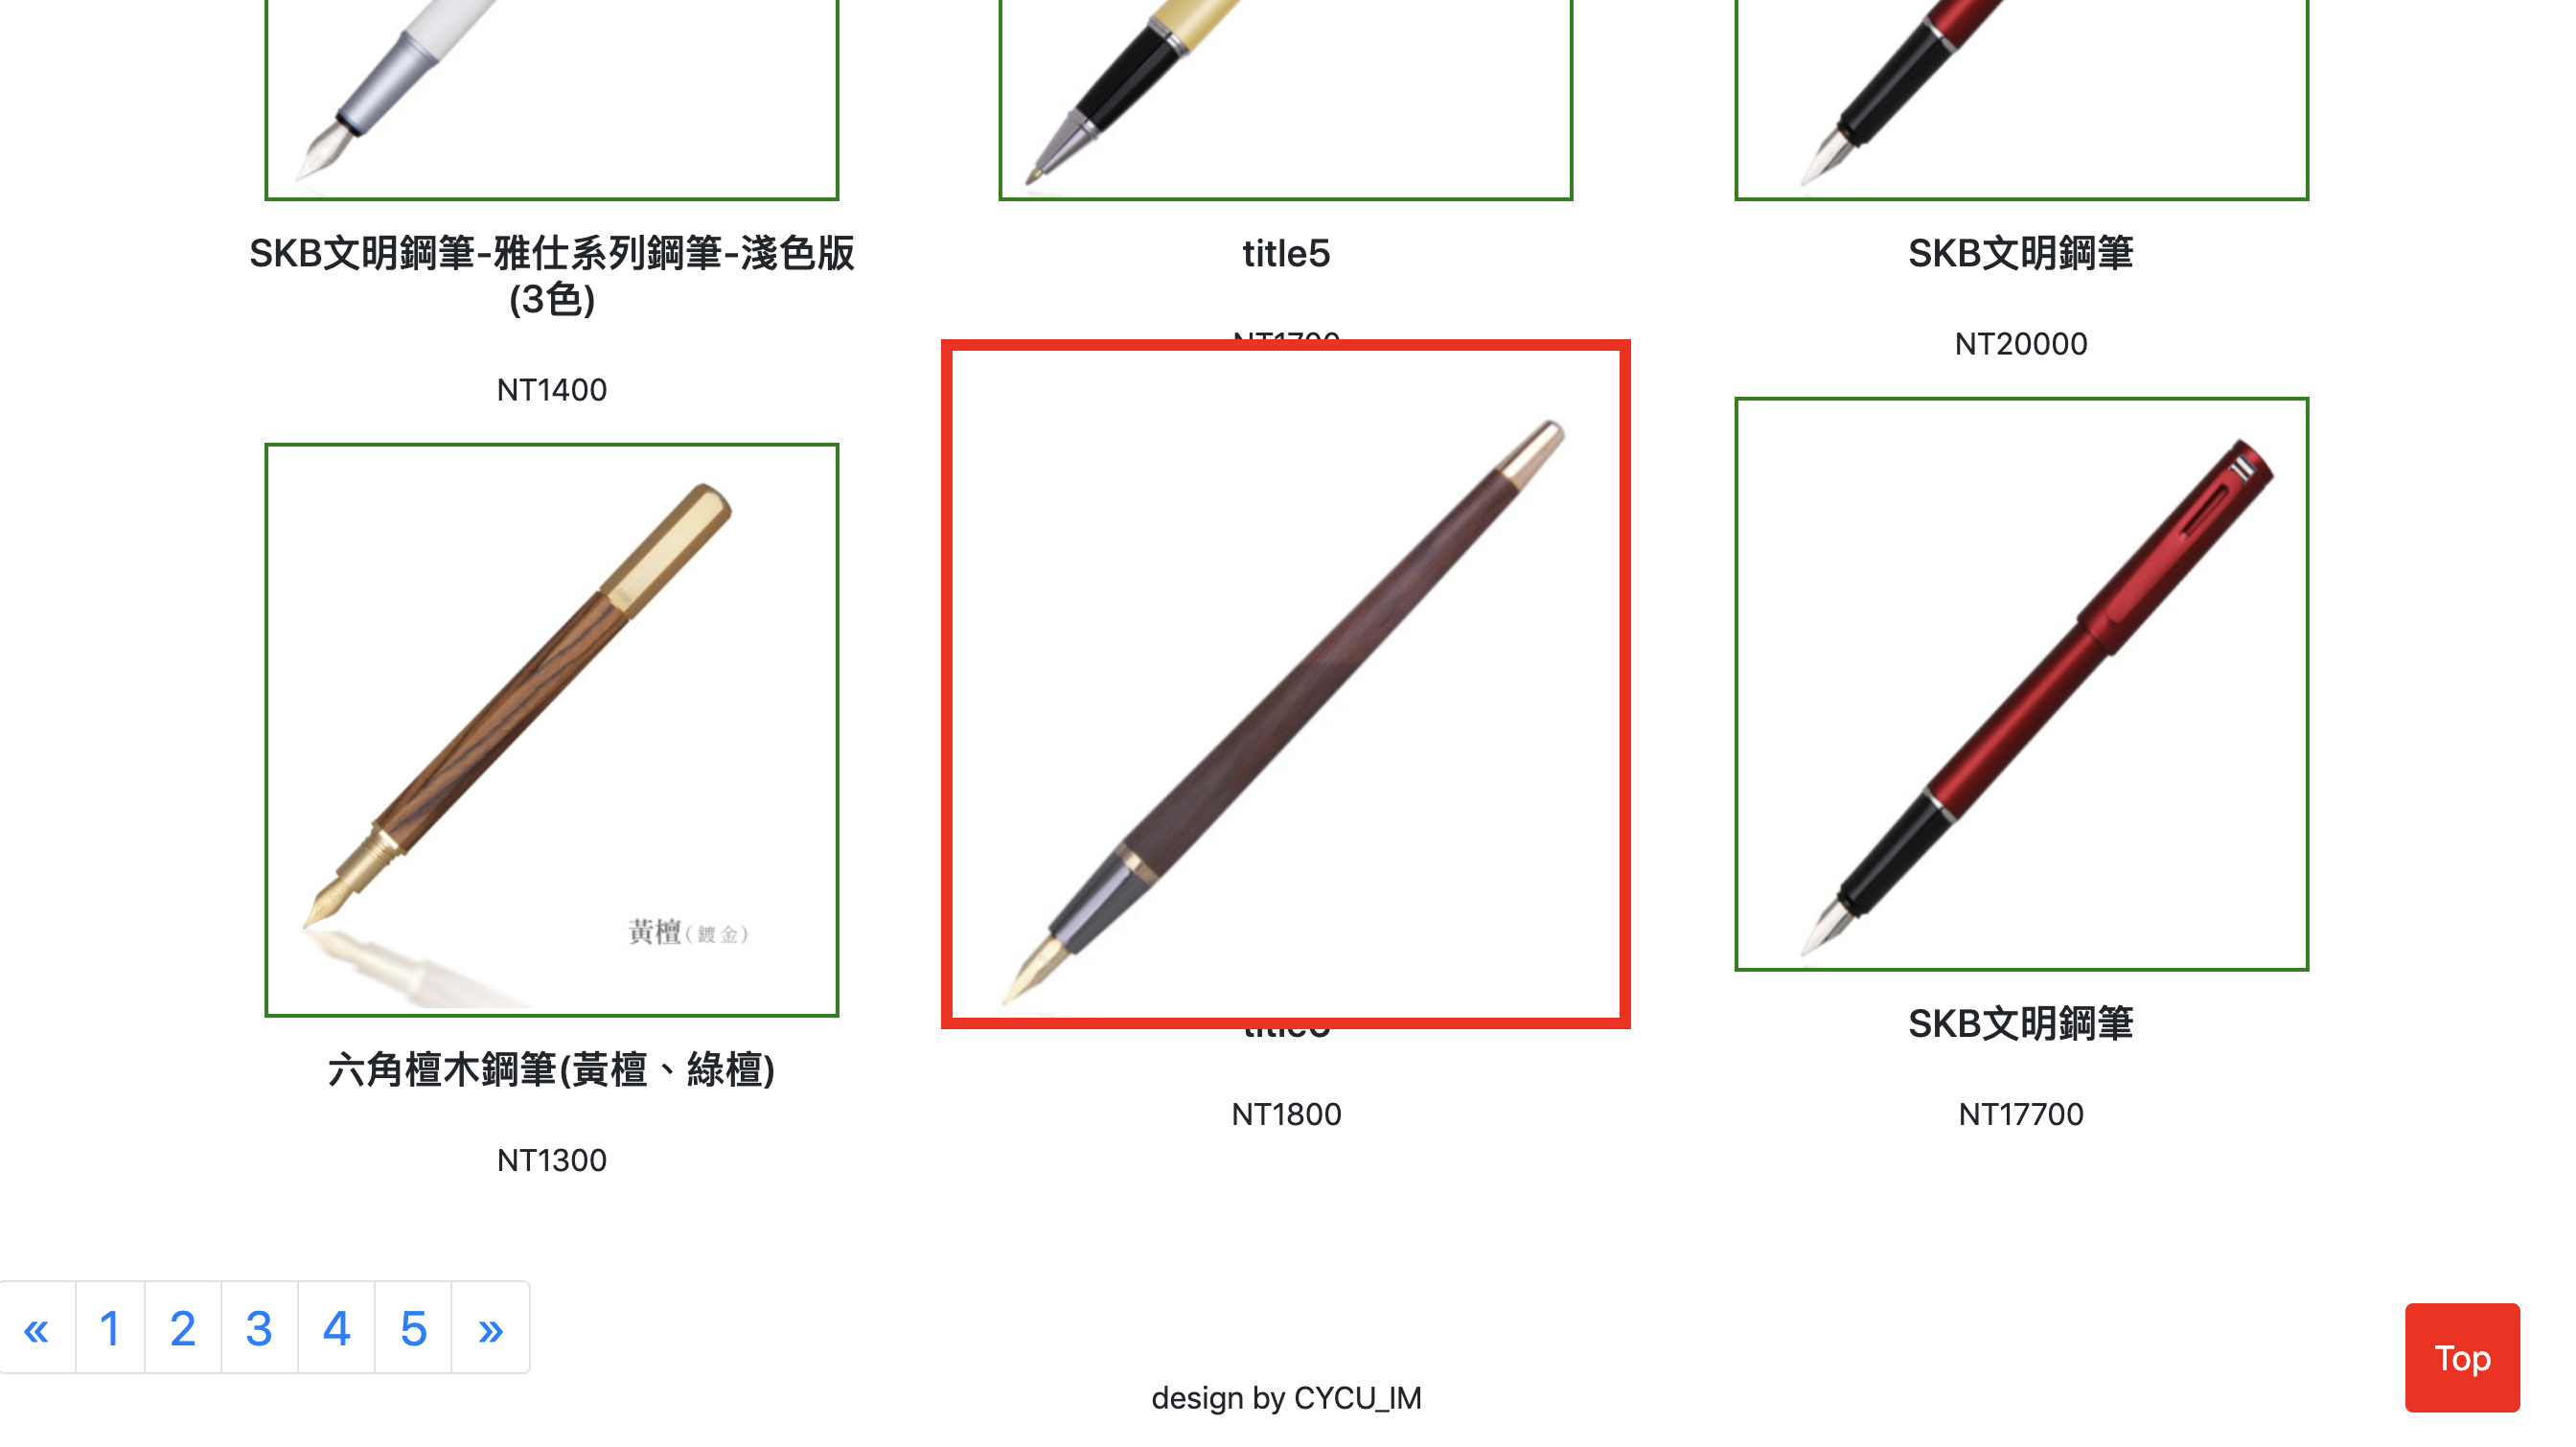 SKB文明鋼筆-雅仕系列鋼筆-淺色版
(3色)
NT1400
title5
SKB文明鋼筆
NT20000
黃檀(鍍金)
六角檀木鋼筆(黃檀、綠檀)
NT1300
NT1800
SKB文明鋼筆
NT17700
« 1 2 3 4 5 »
design by CYCU_IM
Top